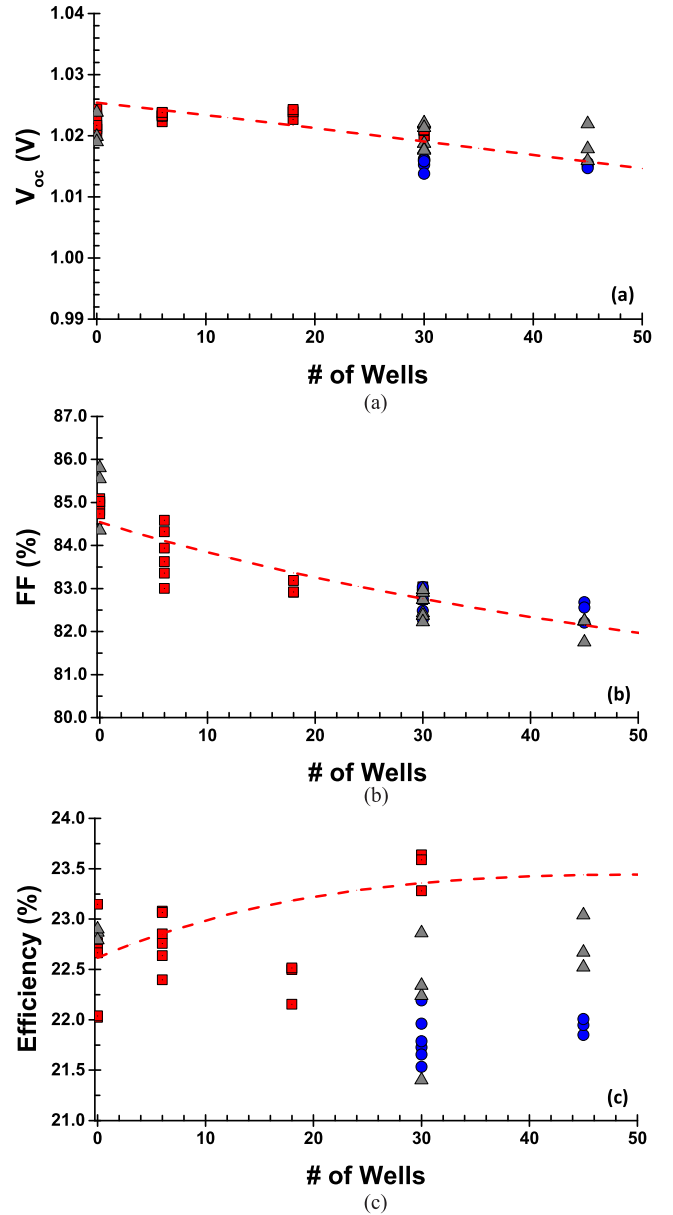 1.04
1.03
1.02
1.01
1.00
0.99
V_oc (V)
0 10 20 30 40 50
# of Wells
(a)
(a)
87.0
86.0
85.0
84.0
83.0
82.0
81.0
80.0
FF (%)
0 10 20 30 40 50
# of Wells
(b)
(b)
24.0
23.5
23.0
22.5
22.0
21.5
21.0
Efficiency (%)
0 10 20 30 40 50
# of Wells
(c)
(c)